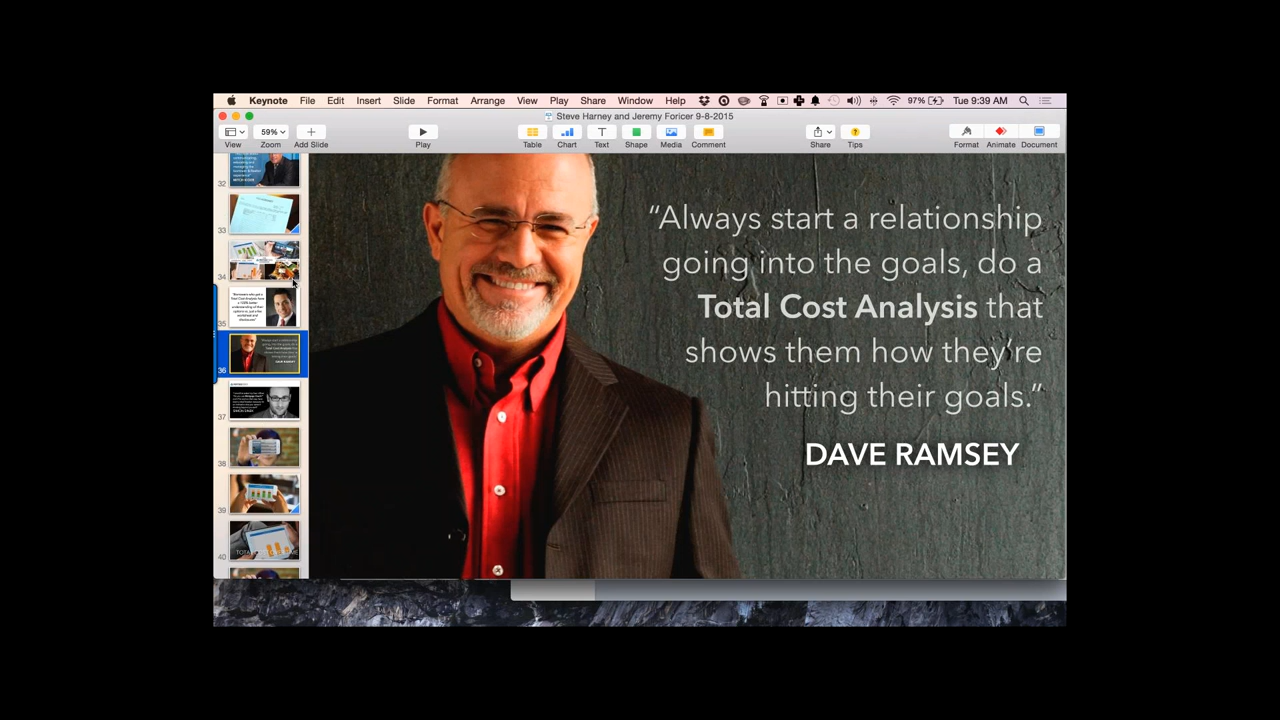 Keynote File Edit Insert Slide Format Arrange View Play Share Window Help 97% Tue 9:39 AM
Steve Harney and Jeremy Foricer 9-8-2015
59%
View Zoom Add Slide Play Table Chart Text Shape Media Comment Share Tips Format Animate Document
32
33
34
35
36
37
38
39
40
“Always start a relationship
going into the goals, do a
Total Cost Analysis that
shows them how they’re
hitting their goals.”
DAVE RAMSEY